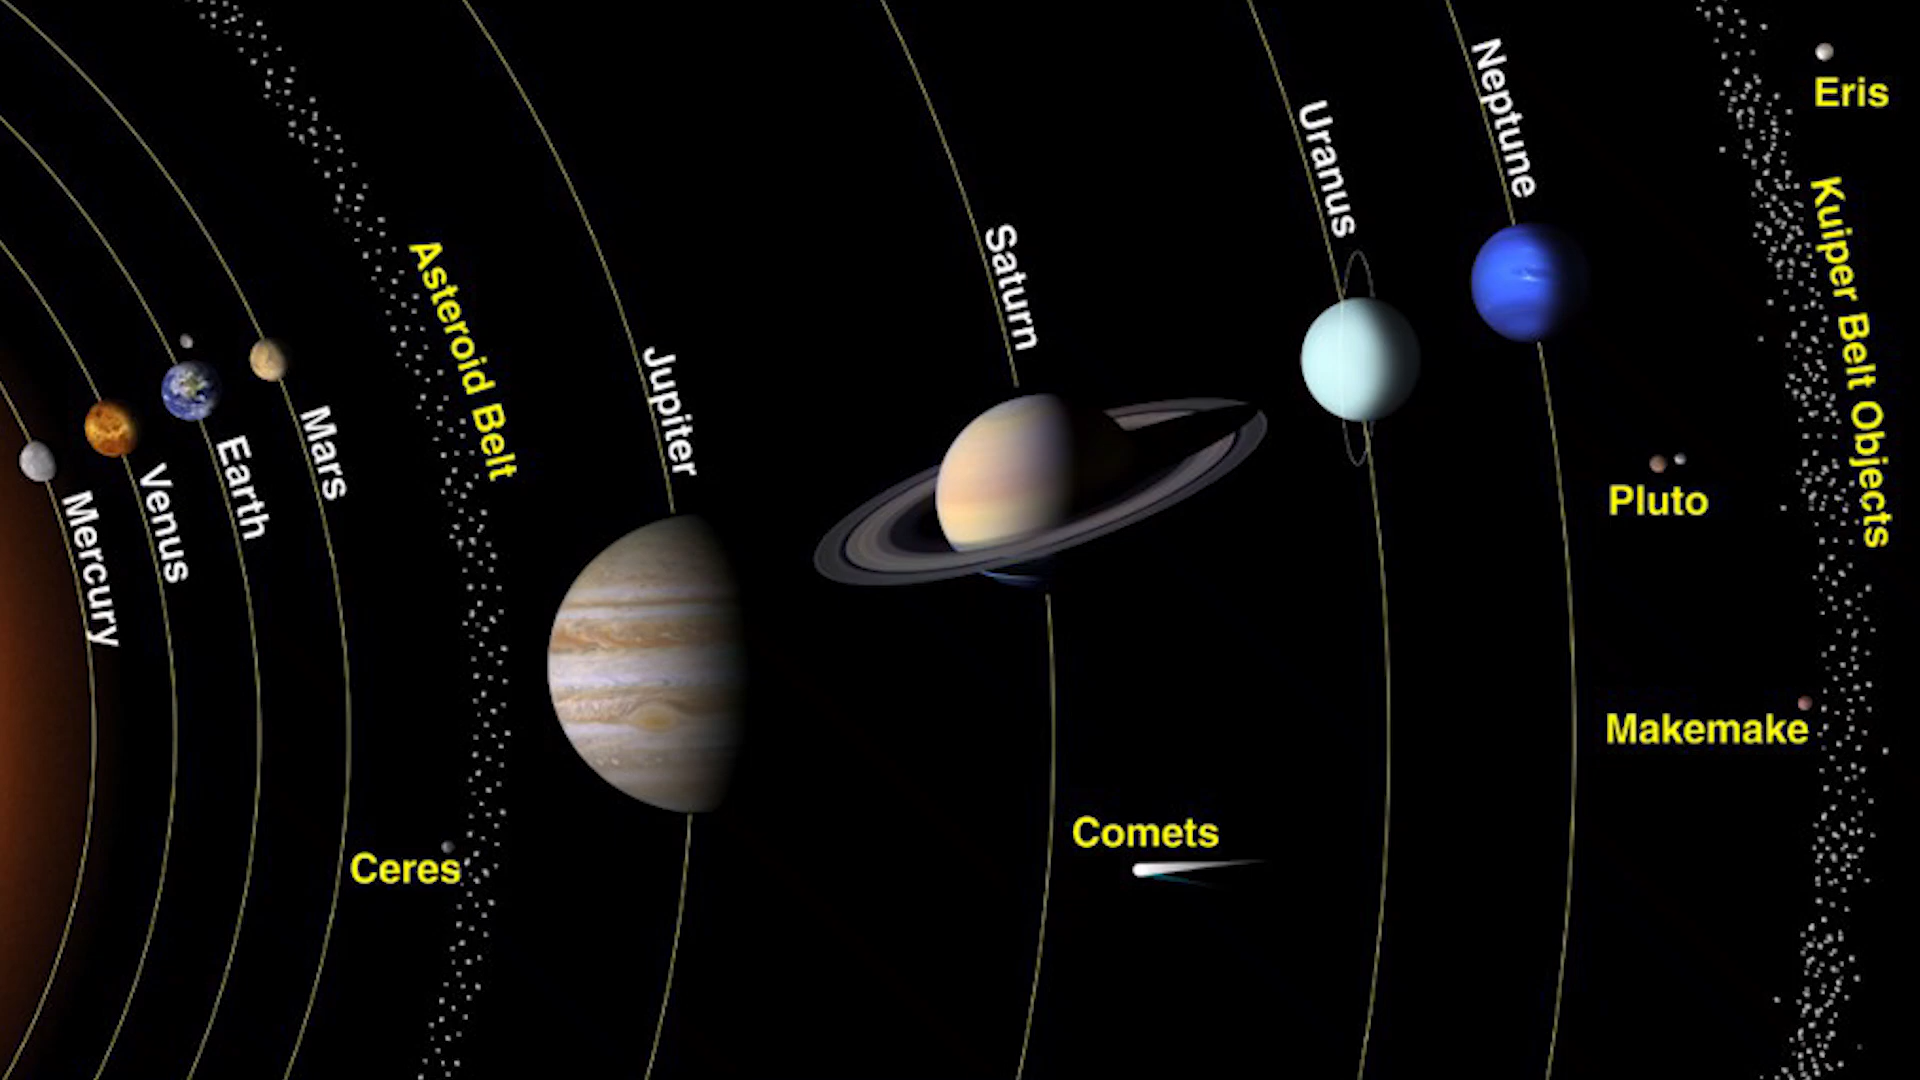 Mercury
Venus
Earth
Mars
Asteroid Belt
Ceres
Jupiter
Saturn
Comets
Uranus
Neptune
Pluto
Makemake
Eris
Kuiper Belt Objects